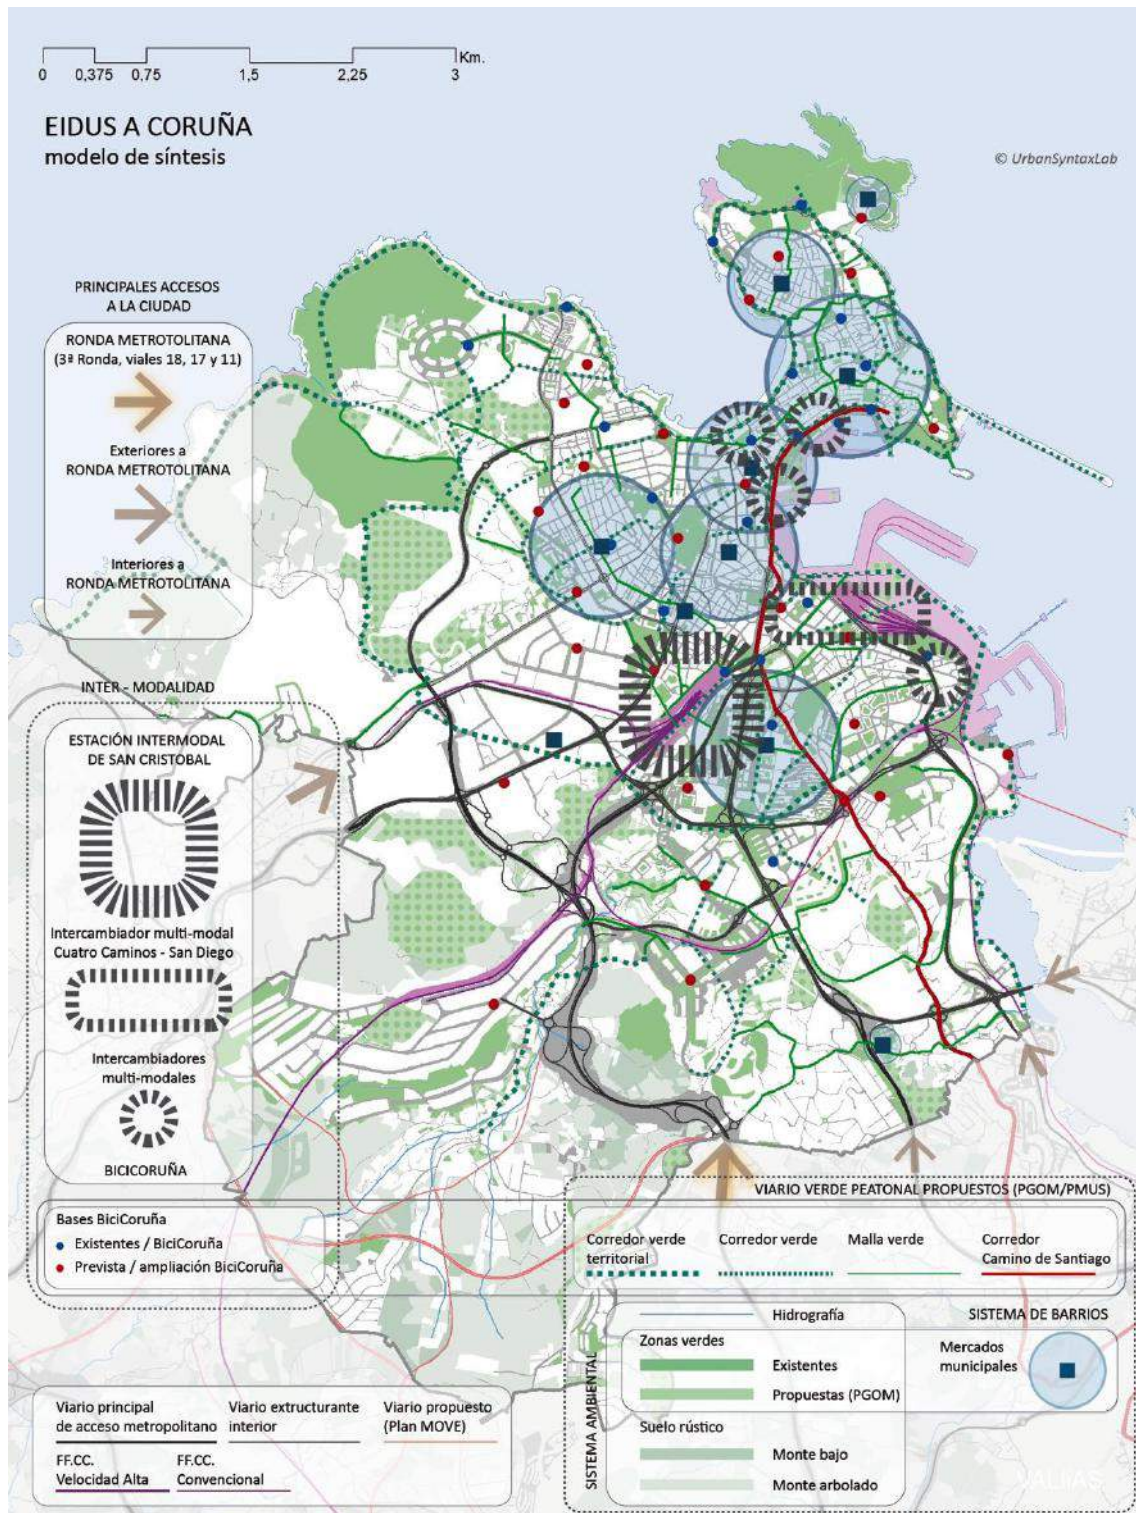 Km.
0 0,375 0,75 1,5 2,25 3
EIDUS A CORUÑA
modelo de síntesis
© UrbanSyntaxLab
PRINCIPALES ACCESOS
A LA CIUDAD
RONDA METROTOLITANA
(3ª Ronda, viales 18, 17 y 11)
Exteriores a
RONDA METROTOLITANA
Interiores a
RONDA METROTOLITANA
INTER - MODALIDAD
ESTACIÓN INTERMODAL
DE SAN CRISTOBAL
Intercambiador multi-modal
Cuatro Caminos - San Diego
Intercambiadores
multi-modales
BICICORUÑA
Bases BiciCoruña
Existentes / BiciCoruña
Prevista / ampliación BiciCoruña
VIARIO VERDE PEATONAL PROPUESTOS (PGOM/PMUS)
Corredor verde
territorial
Corredor verde
Malla verde
Corredor
Camino de Santiago
Hidrografía
SISTEMA DE BARRIOS
Zonas verdes
Existentes
Propuestas (PGOM)
Mercados
municipales
Suelo rústico
Monte bajo
Monte arbolado
SISTEMA AMBIENTAL
Viario principal
de acceso metropolitano
Viario extructurante
interior
Viario propuesto
(Plan MOVE)
FF.CC.
Velocidad Alta
FF.CC.
Convencional